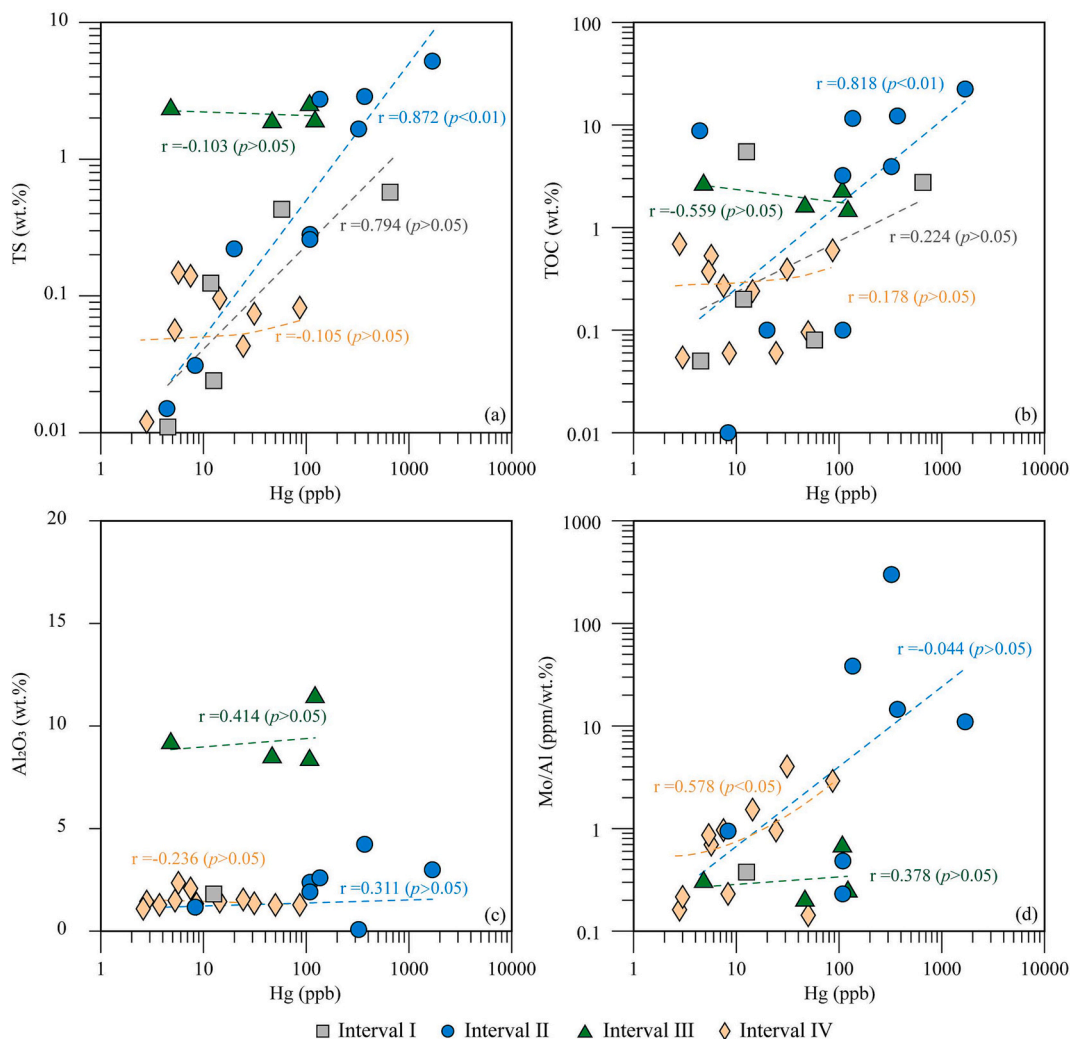 10
1
0.1
0.01
TS (wt.%)
r =0.872 (p<0.01)
r=-0.103 (p>0.05)
r =0.794 (p>0.05)
r =-0.105 (p>0.05)
(a)
1 10 100 1000 10000
Hg (ppb)
100
10
1
0.1
0.01
TOC (wt.%)
r =0.818 (p<0.01)
r =-0.559 (p>0.05)
r =0.224 (p>0.05)
r =0.178 (p>0.05)
(b)
1 10 100 1000 10000
Hg (ppb)
20
15
10
5
0
Al₂O₃ (wt.%)
r =0.414 (p>0.05)
r =-0.236 (p>0.05)
r =0.311 (p>0.05)
(c)
1 10 100 1000 10000
Hg (ppb)
1000
100
10
1
0.1
Mo/Al (ppm/wt.%)
r =-0.044 (p>0.05)
r =0.578 (p<0.05)
r =0.378 (p>0.05)
(d)
1 10 100 1000 10000
Hg (ppb)
Interval I Interval II Interval III Interval IV